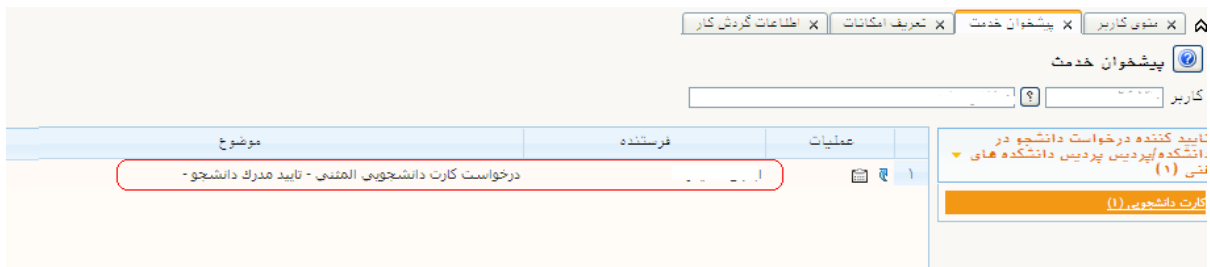 منوی کاربر
پیشخوان خدمت
تعریف امکانات
اطلاعات گردش کار
پیشخوان خدمت
کاربر
تایید کننده درخواست دانشجو در
دانشکده/پردیس پردیس دانشکده های
فنی (۱)
کارت دانشجویی (۱)
عملیات فرستنده موضوع
۱ درخواست کارت دانشجویی المثنی - تایید مدرک دانشجو -